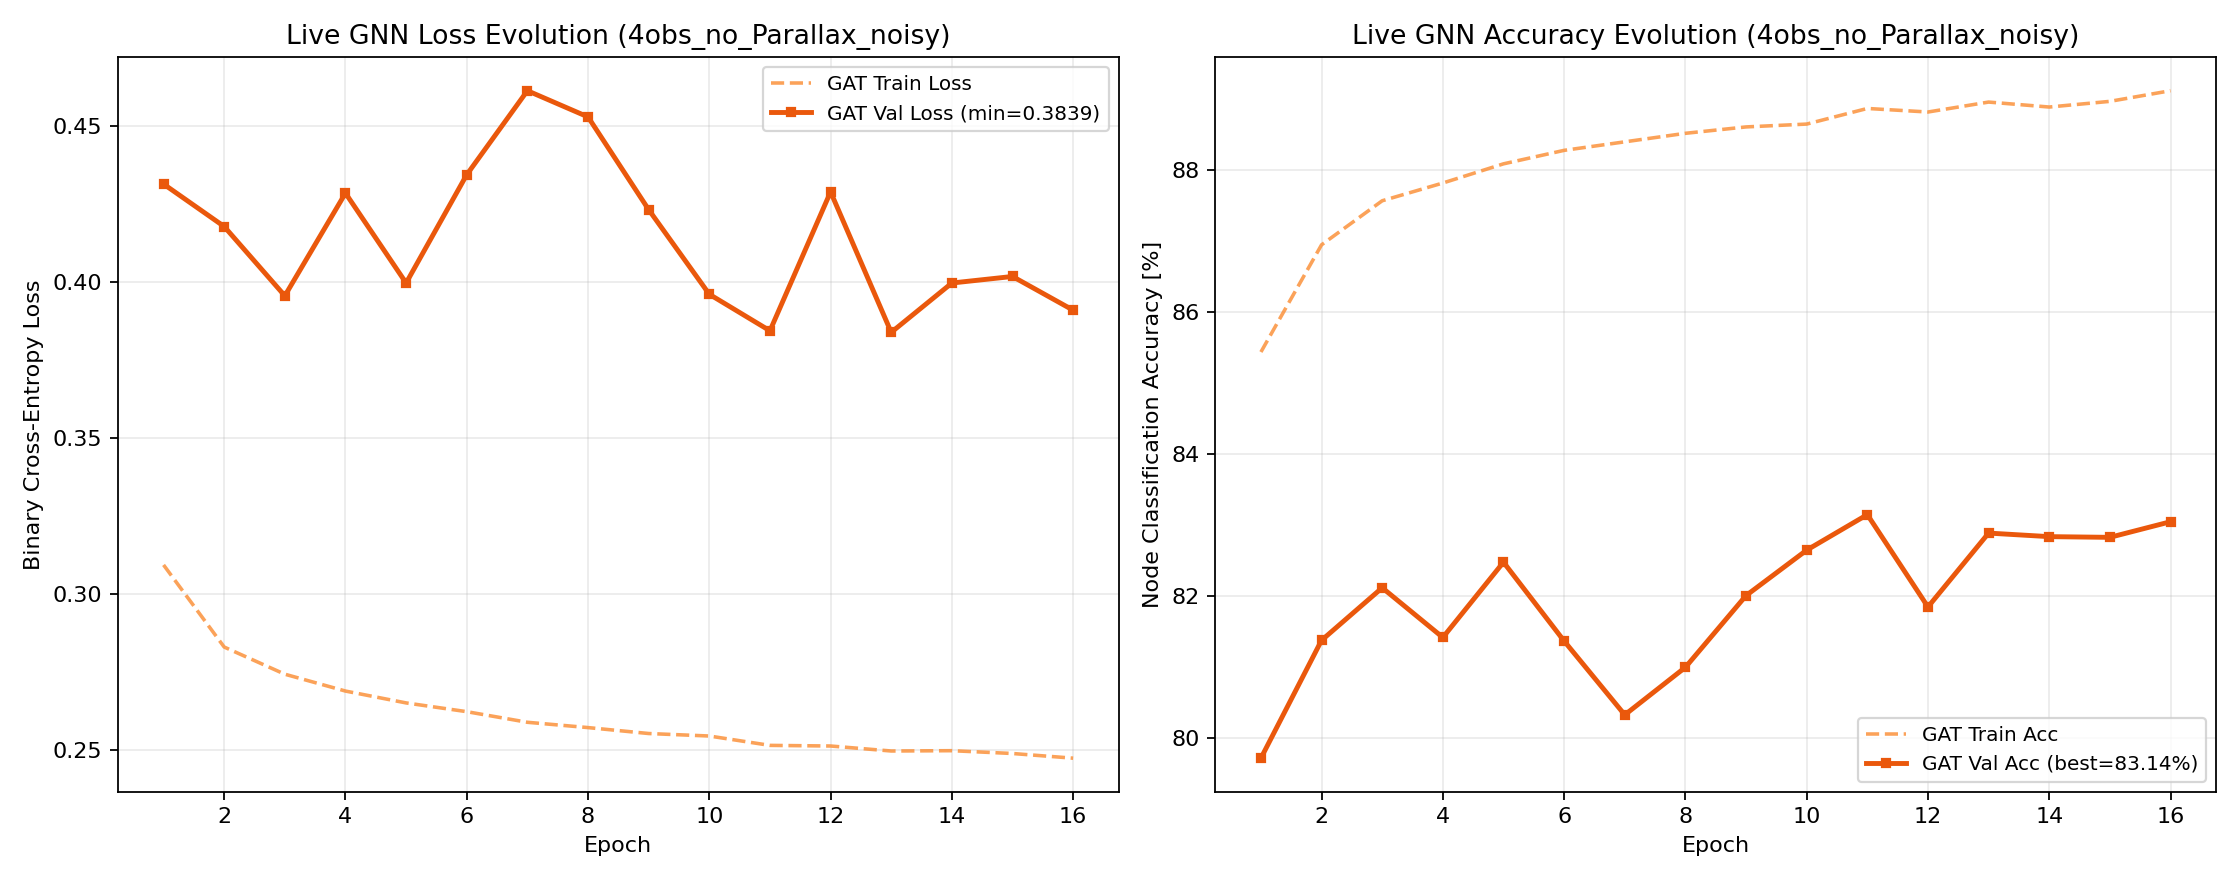 Live GNN Loss Evolution (4obs_no_Parallax_noisy)
GAT Train Loss
GAT Val Loss (min=0.3839)
Binary Cross-Entropy Loss
0.45
0.40
0.35
0.30
0.25
2 4 6 8 10 12 14 16
Epoch
Live GNN Accuracy Evolution (4obs_no_Parallax_noisy)
Node Classification Accuracy [%]
88
86
84
82
80
GAT Train Acc
GAT Val Acc (best=83.14%)
2 4 6 8 10 12 14 16
Epoch